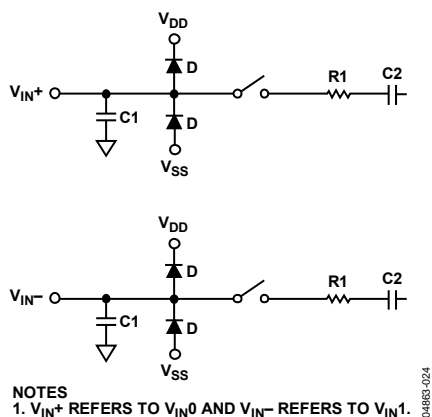 VDD
D
R1
C2
VIN+
C1
D
VSS
VDD
D
R1
C2
VIN–
C1
D
VSS
NOTES
1. VIN+ REFERS TO VIN0 AND VIN– REFERS TO VIN1.
04863-024